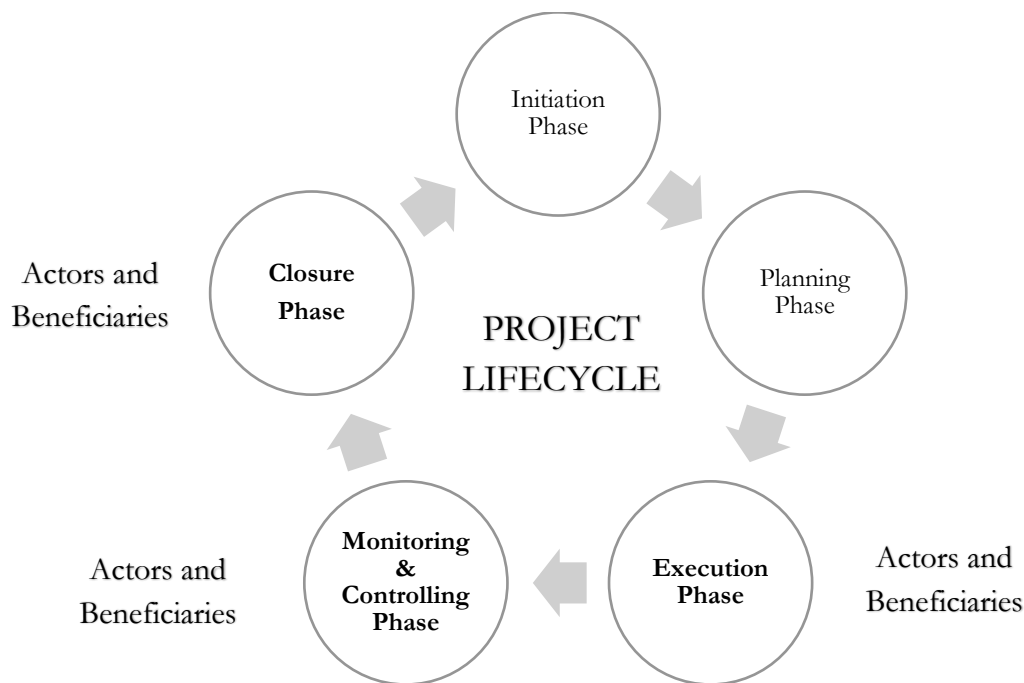 Initiation
Phase
Planning
Phase
Execution
Phase
Actors and
Beneficiaries
Monitoring
&
Controlling
Phase
Actors and
Beneficiaries
Closure
Phase
Actors and
Beneficiaries
PROJECT
LIFECYCLE